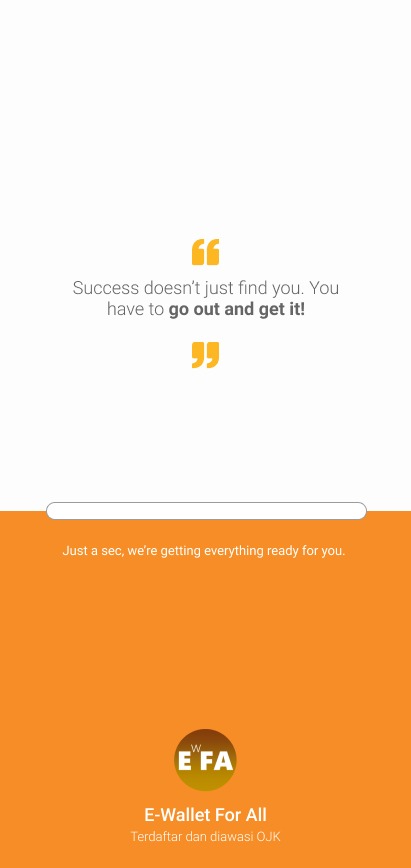 “
Success doesn’t just find you. You
have to go out and get it!
”
Just a sec, we’re getting everything ready for you.
EWFA
E-Wallet For All
Terdaftar dan diawasi OJK